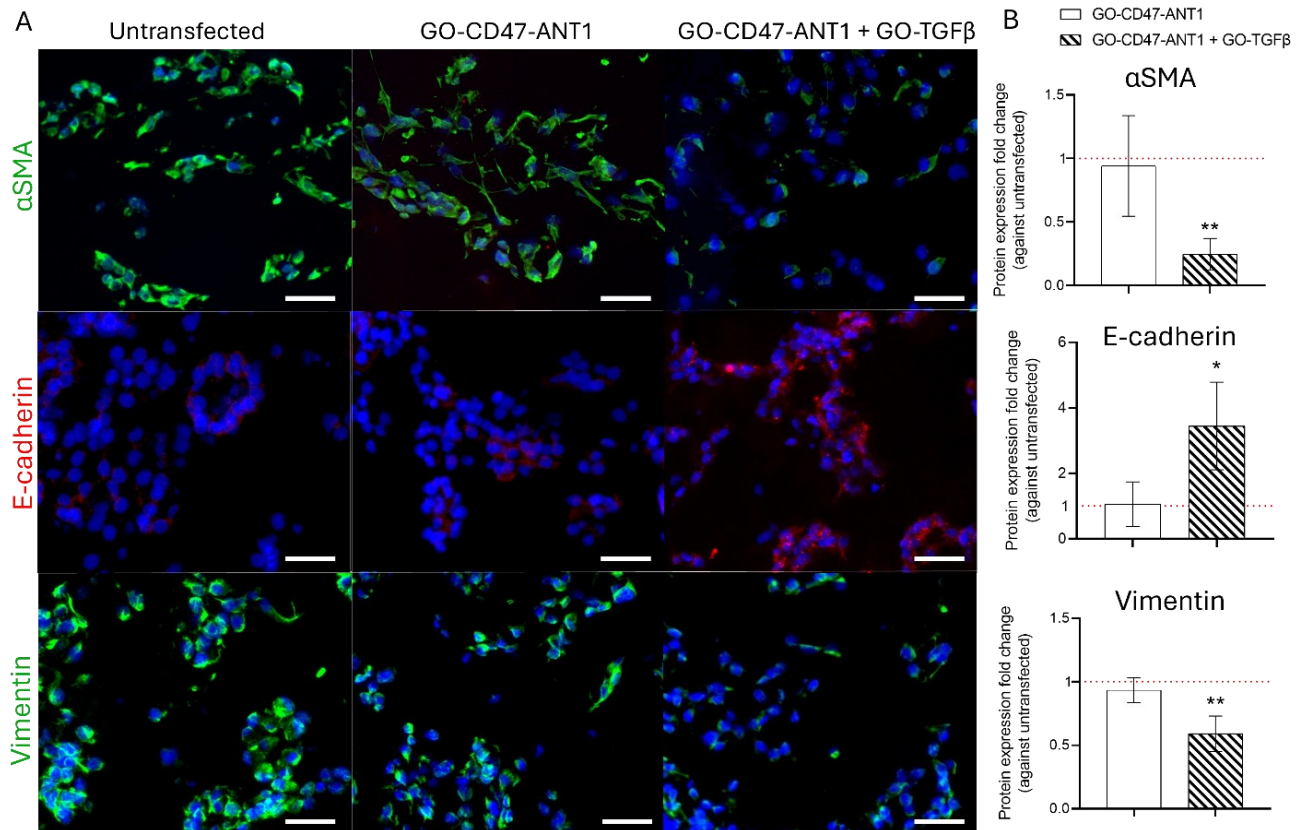 A
Untransfected
GO-CD47-ANT1
GO-CD47-ANT1 + GO-TGFβ
αSMA
E-cadherin
Vimentin
B
GO-CD47-ANT1
GO-CD47-ANT1 + GO-TGFβ
αSMA
Protein expression fold change
(against untransfected)
1.5
1
0.5
0.0
**
E-cadherin
Protein expression fold change
(against untransfected)
6
4
2
1
0
*
Vimentin
Protein expression fold change
(against untransfected)
1.5
1
0.5
0.0
**